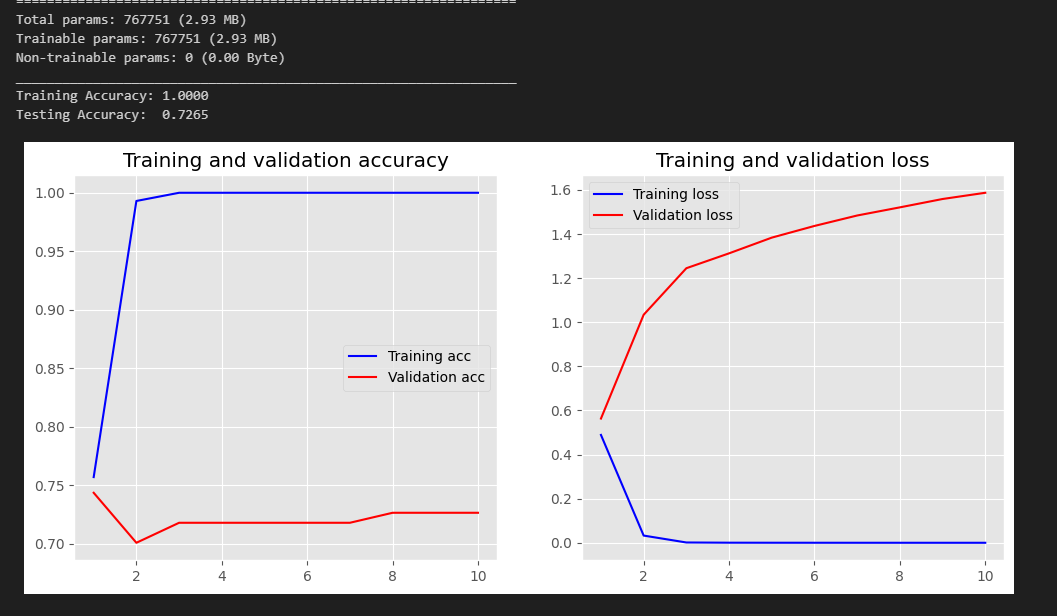 Total params: 767751 (2.93 MB)
Trainable params: 767751 (2.93 MB)
Non-trainable params: 0 (0.00 Byte)
Training Accuracy: 1.0000
Testing Accuracy:  0.7265
Training and validation accuracy
1.00
0.95
0.90
0.85
0.80
0.75
0.70
Training acc
Validation acc
2 4 6 8 10
Training and validation loss
1.6
1.4
1.2
1.0
0.8
0.6
0.4
0.2
0.0
Training loss
Validation loss
2 4 6 8 10